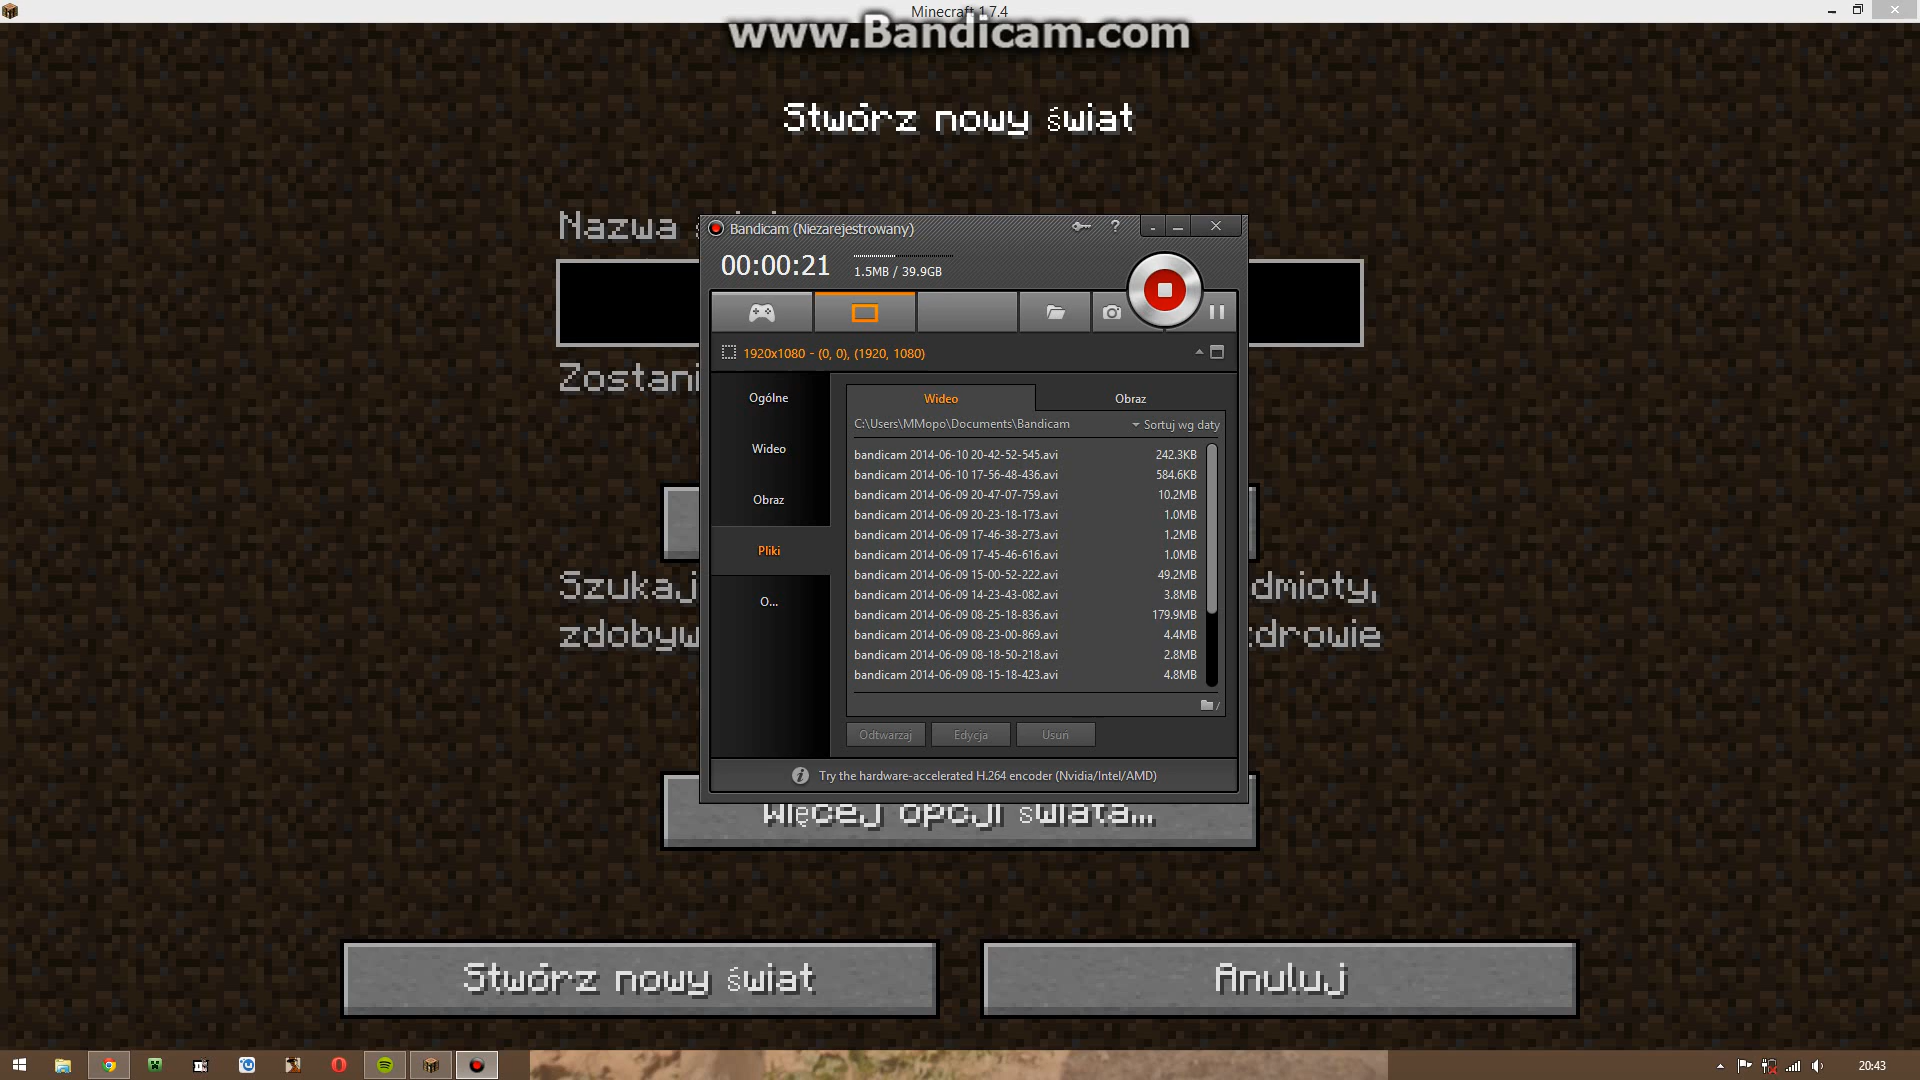 Minecraft 1.7.4
www.Bandicam.com
Stwórz nowy świat
Nazwa
Bandicam (Niezarejestrowany)
?
00:00:21
1.5MB / 39.9GB
1920x1080 - (0, 0), (1920, 1080)
Zostani
Ogólne
Wideo
Obraz
Pliki
O...
Wideo
Obraz
C:\Users\MMopo\Documents\Bandicam
Sortuj wg daty
bandicam 2014-06-10 20-42-52-545.avi 242.3KB
bandicam 2014-06-10 17-56-48-436.avi 584.6KB
bandicam 2014-06-09 20-47-07-759.avi 10.2MB
bandicam 2014-06-09 20-23-18-173.avi 1.0MB
bandicam 2014-06-09 17-46-38-273.avi 1.2MB
bandicam 2014-06-09 17-45-46-616.avi 1.0MB
bandicam 2014-06-09 15-00-52-222.avi 49.2MB
bandicam 2014-06-09 14-23-43-082.avi 3.8MB
bandicam 2014-06-09 08-25-18-836.avi 179.9MB
bandicam 2014-06-09 08-23-00-869.avi 4.4MB
bandicam 2014-06-09 08-18-50-218.avi 2.8MB
bandicam 2014-06-09 08-15-18-423.avi 4.8MB
/
Odtwarzaj
Edycja
Usuń
Try the hardware-accelerated H.264 encoder (Nvidia/Intel/AMD)
Szukaj dmioty,
zdobyw zdrowie
Więcej opcji świata...
Stwórz nowy świat
Anuluj
20:43